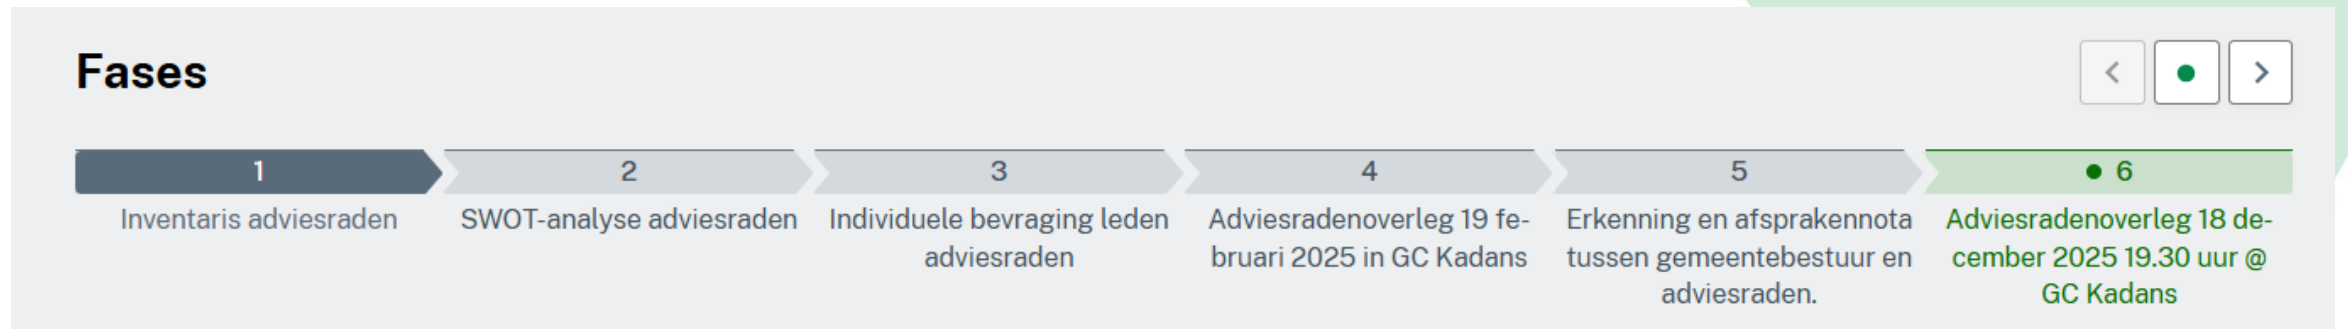 Fases
1
2
3
4
5
6
Inventaris adviesraden
SWOT-analyse adviesraden
Individuele bevraging leden
adviesraden
Adviesradenoverleg 19 fe-
bruari 2025 in GC Kadans
Erkenning en afsprakennota
tussen gemeentebestuur en
adviesraden.
Adviesradenoverleg 18 de-
cember 2025 19.30 uur @
GC Kadans